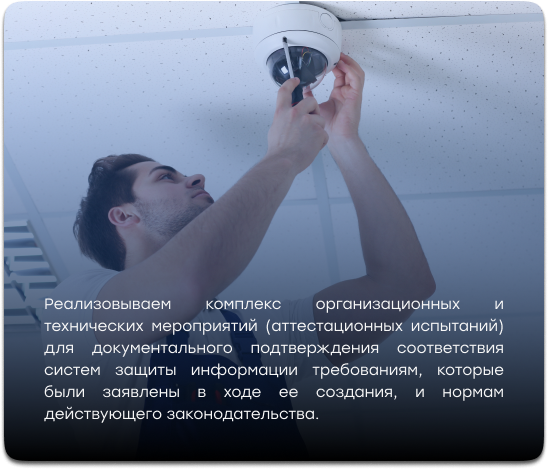 Реализовываем комплекс организационных и
технических мероприятий (аттестационных испытаний)
для документального подтверждения соответствия
систем защиты информации требованиям, которые
были заявлены в ходе ее создания, и нормам
действующего законодательства.